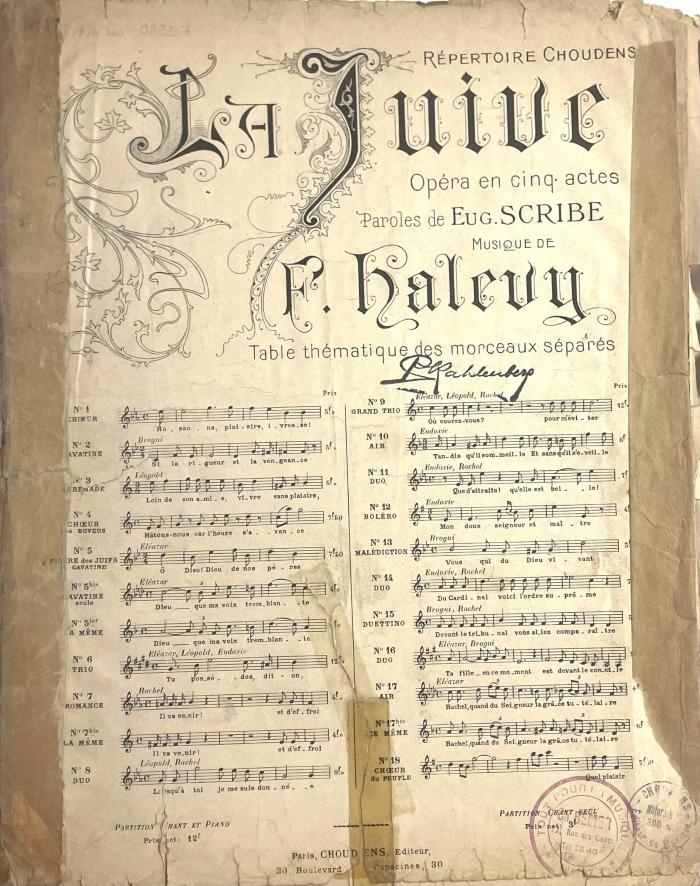 RÉPERTOIRE CHOUDENS
LA Juive
Opéra en cinq actes
Paroles de EUG. SCRIBE
MUSIQUE DE
F. Halevy
Table thématique des morceaux séparés
Prix
Nº 1
CHŒUR
Ho - san - na, plai - sirs, i - vres - se!
Nº 2
AVATINE
Brogni
Si la ri - gueur et la ven - gean - ce
Nº 3
RENADE
Léopold
Loin de son a - mi - e, vi - vre sans plaisirs,
Nº 4
CHŒUR
BUVEURS
Hâtons-nous car l'heure s'a - van - ce
7f50
Nº 5
DES JUIFS
CAVATINE
Eléazar
O Dieu! Dieu de nos pè - res
7f50
Nº 5bis
CAVATINE
seule
Eléazar
Dieu que ma voix trem - blan - te
Nº 5ter
LA MÊME
Dieu que ma voix trem - blan - te
Nº 6
TRIO
Eléazar, Léopold, Eudoxie
Tu pos - sè - des, dit - on,
Nº 7
ROMANCE
Rachel
Il va ve - nir! et d'ef - froi
Nº 7bis
LA MÊME
Il va ve - nir! et d'ef - froi
Nº 8
DUO
Léopold, Rachel
Lorsqu'à toi je me suis don - né - e
PARTITION CHANT ET PIANO
Prix net: 12f
Prix
Nº 9
GRAND TRIO
Eléazar, Léopold, Rachel
Où courez-vous? pour m'évi - ter
Nº 10
AIR
Eudoxie
Tan - dis qu'il som - meil - le Et sans qu'il s'é - veil - le
Nº 11
DUO
Eudoxie, Rachel
Que d'attraits! qu'elle est bel - le!
Nº 12
BOLÉRO
Eudoxie
Mon doux seigneur et maî - tre
Nº 13
MALÉDICTION
Brogni
Vous qui du Dieu vi - vant
Nº 14
DUO
Eudoxie, Rachel
Du Cardi - nal voici l'ordre su - prê - me
Nº 15
DUETTINO
Brogni, Rachel
Devant le tri - bu - nal vous al - lez compa - raî - tre
Nº 16
DUO
Eléazar, Brogni
Ta fille en ce mo - ment est devant le con - ci - le
Nº 17
AIR
Eléazar
Rachel, quand du Sei - gneur la grâ - ce tu - té - lai - re
Nº 17bis
LE MÊME
Rachel, quand du Sei - gneur la grâ - ce tu - té - lai - re
Nº 18
CHŒUR
du PEUPLE
Quel plaisir
PARTITION CHANT SEUL
Prix net: 3f
Paris, CHOUDENS, Editeur,
30 Boulevard Capucines, 30
TOUT POUR LA MUSIQUE